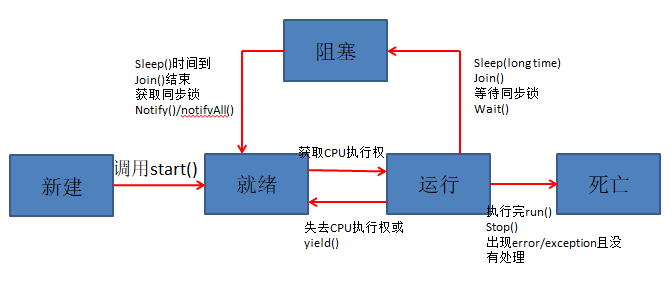 阻塞
Sleep()时间到
Join()结束
获取同步锁
Notify()/notifyAll()
Sleep(long time)
Join()
等待同步锁
Wait()
新建
调用start()
就绪
获取CPU执行权
失去CPU执行权或
yield()
运行
执行完run()
Stop()
出现error/exception且没
有处理
死亡